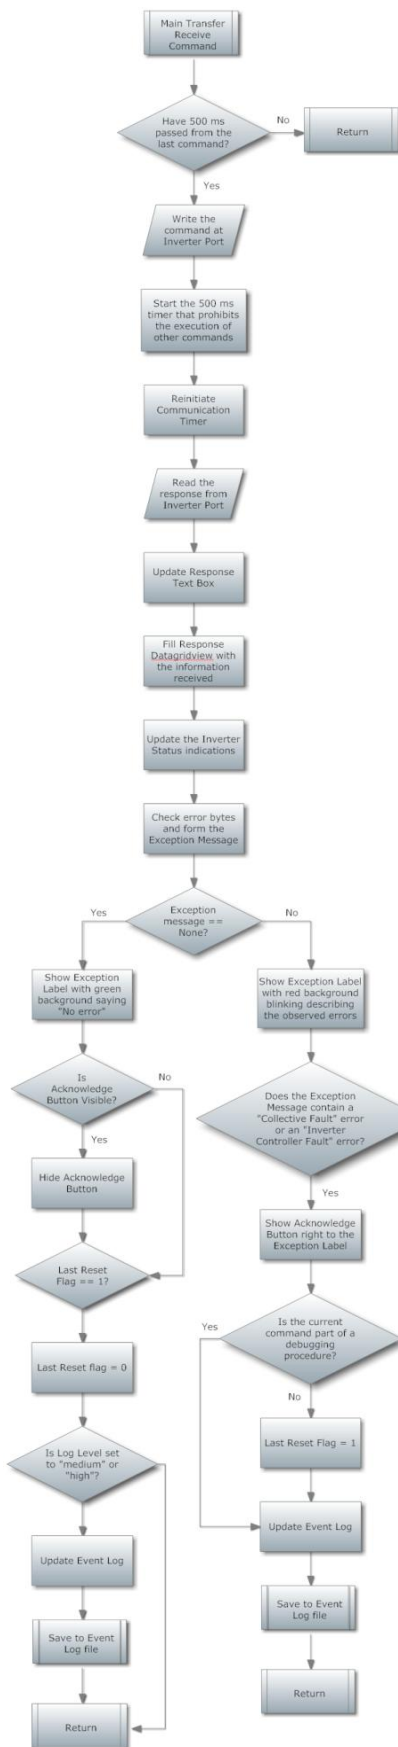 Main Transfer
Receive
Command
Have 500 ms
passed from the
last command?
No
Return
Yes
Write the
command at
Inverter Port
Start the 500 ms
timer that prohibits
the execution of
other commands
Reinitiate
Communication
Timer
Read the
response from
Inverter Port
Update Response
Text Box
Fill Response
Datagridview with
the information
received
Update the Inverter
Status indications
Check error bytes
and form the
Exception Message
Exception
message ==
None?
Yes
No
Show Exception
Label with green
background saying
"No error"
Is
Acknowledge
Button Visible?
No
Yes
Hide Acknowledge
Button
Last Reset
Flag == 1?
Last Reset flag = 0
Is Log Level set
to "medium" or
"high"?
Update Event Log
Save to Event
Log file
Return
Show Exception Label
with red background
blinking describing
the observed errors
Does the Exception
Message contain a
"Collective Fault" error
or an "Inverter
Controller Fault" error?
Yes
Show Acknowledge
Button right to the
Exception Label
Is the current
command part of a
debugging
procedure?
Yes
No
Last Reset Flag = 1
Update Event Log
Save to Event
Log file
Return